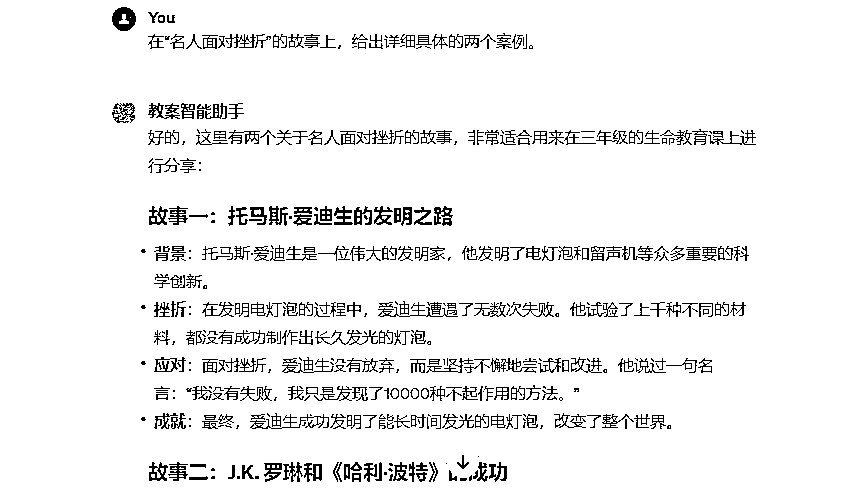 You
在“名人面对挫折”的故事上，给出详细具体的两个案例。
教案智能助手
好的，这里有两个关于名人面对挫折的故事，非常适合用来在三年级的生命教育课上进
行分享：
故事一：托马斯·爱迪生的发明之路
• 背景：托马斯·爱迪生是一位伟大的发明家，他发明了电灯泡和留声机等众多重要的科
学创新。
• 挫折：在发明电灯泡的过程中，爱迪生遭遇了无数次失败。他试验了上千种不同的材
料，都没有成功制作出长久发光的灯泡。
• 应对：面对挫折，爱迪生没有放弃，而是坚持不懈地尝试和改进。他说过一句名
言：“我没有失败，我只是发现了10000种不起作用的方法。”
• 成就：最终，爱迪生成功发明了能长时间发光的电灯泡，改变了整个世界。
故事二：J.K. 罗琳和《哈利·波特》的成功